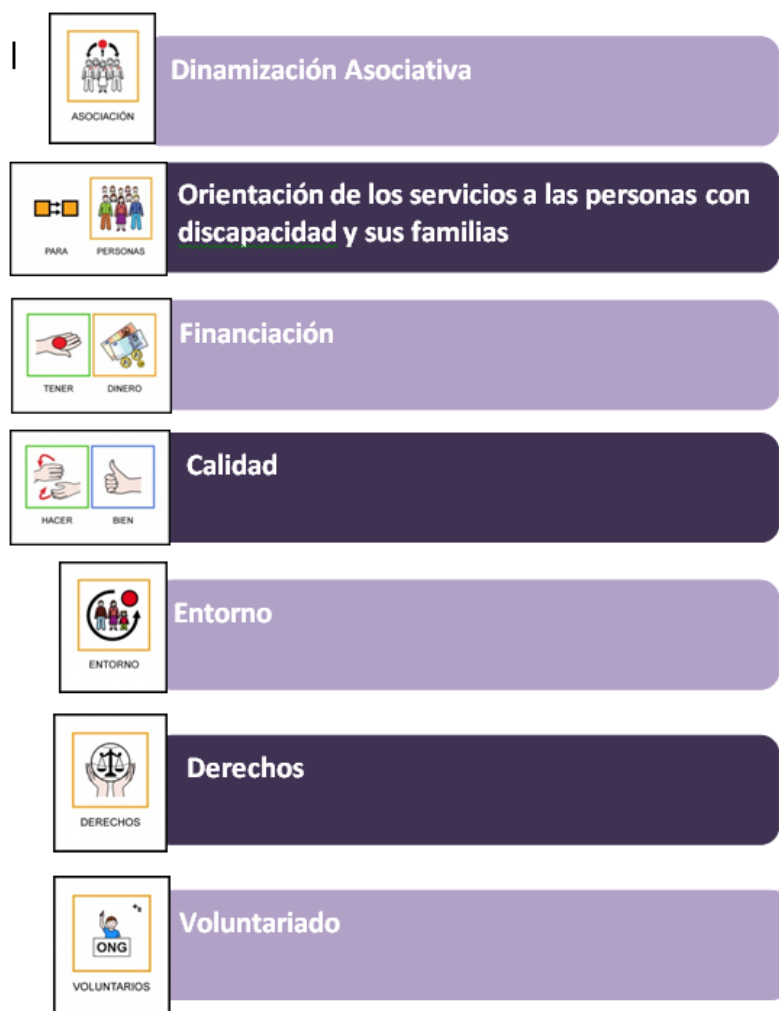 Dinamización Asociativa
ASOCIACIÓN
Orientación de los servicios a las personas con
discapacidad y sus familias
PARA PERSONAS
Financiación
TENER DINERO
Calidad
HACER BIEN
Entorno
ENTORNO
Derechos
DERECHOS
Voluntariado
+s
ONG
VOLUNTARIOS